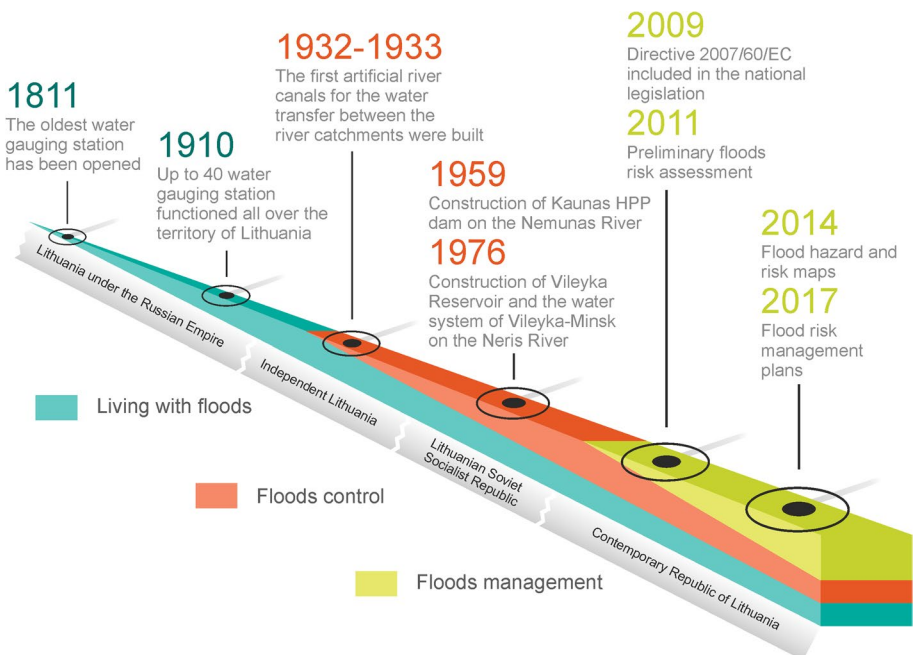 1811
The oldest water
gauging station
has been opened
1910
Up to 40 water
gauging station
functioned all over the
territory of Lithuania
1932-1933
The first artificial river
canals for the water
transfer between the
river catchments were built
1959
Construction of Kaunas HPP
dam on the Nemunas River
1976
Construction of Vileyka
Reservoir and the water
system of Vileyka-Minsk
on the Neris River
2009
Directive 2007/60/EC
included in the national
legislation
2011
Preliminary floods
risk assessment
2014
Flood hazard and
risk maps
2017
Flood risk
management
plans
Lithuania under the Russian Empire
Independent Lithuania
Lithuanian Soviet
Socialist Republic
Contemporary Republic of Lithuania
Living with floods
Floods control
Floods management